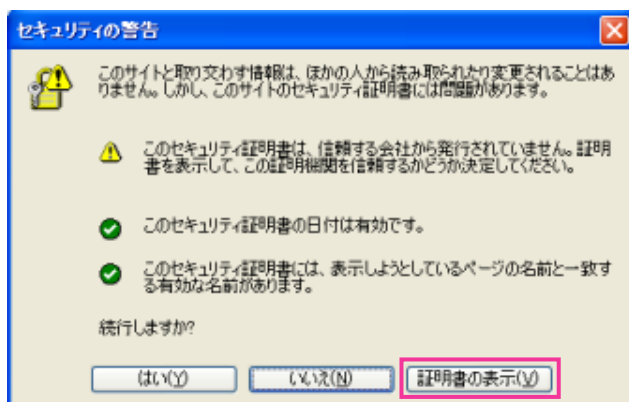 セキュリティの警告
このサイトと取り交わす情報は、ほかの人から読み取られたり変更されることはあ
りません。しかし、このサイトのセキュリティ証明書には問題があります。
このセキュリティ証明書は、信頼する会社から発行されていません。証明
書を表示して、この証明機関を信頼するかどうか決定してください。
このセキュリティ証明書の日付は有効です。
このセキュリティ証明書には、表示しようとしているページの名前と一致す
る有効な名前があります。
続行しますか?
はい(Y)
いいえ(N)
証明書の表示(V)